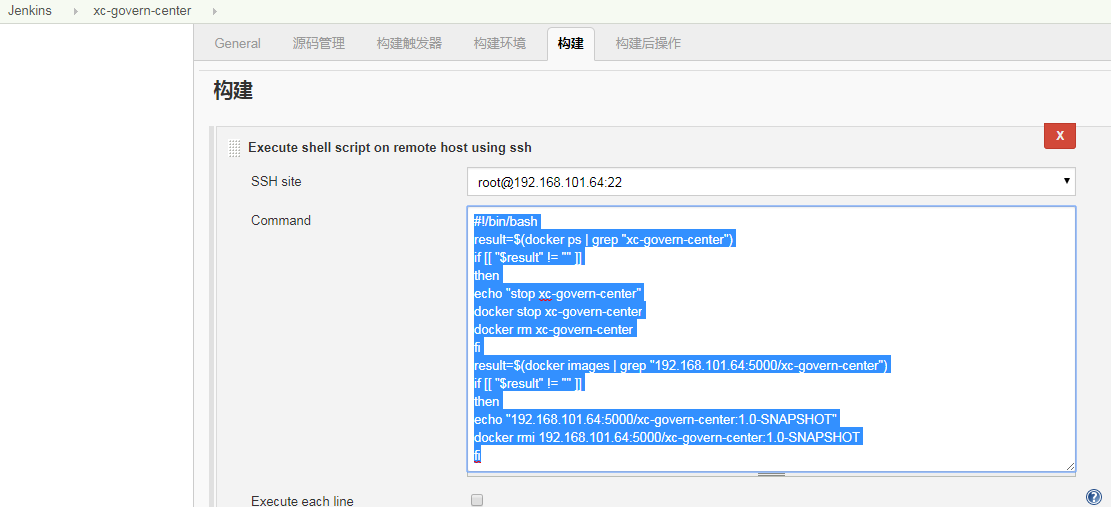 Jenkins xc-govern-center
General 源码管理 构建触发器 构建环境 构建 构建后操作
构建
X
Execute shell script on remote host using ssh
SSH site root@192.168.101.64:22
Command
#!/bin/bash
result=$(docker ps | grep "xc-govern-center")
if [[ "$result" != "" ]]
then
echo "stop xc-govern-center"
docker stop xc-govern-center
docker rm xc-govern-center
fi
result=$(docker images | grep "192.168.101.64:5000/xc-govern-center")
if [[ "$result" != "" ]]
then
echo "192.168.101.64:5000/xc-govern-center:1.0-SNAPSHOT"
docker rmi 192.168.101.64:5000/xc-govern-center:1.0-SNAPSHOT
fi
Execute each line
?